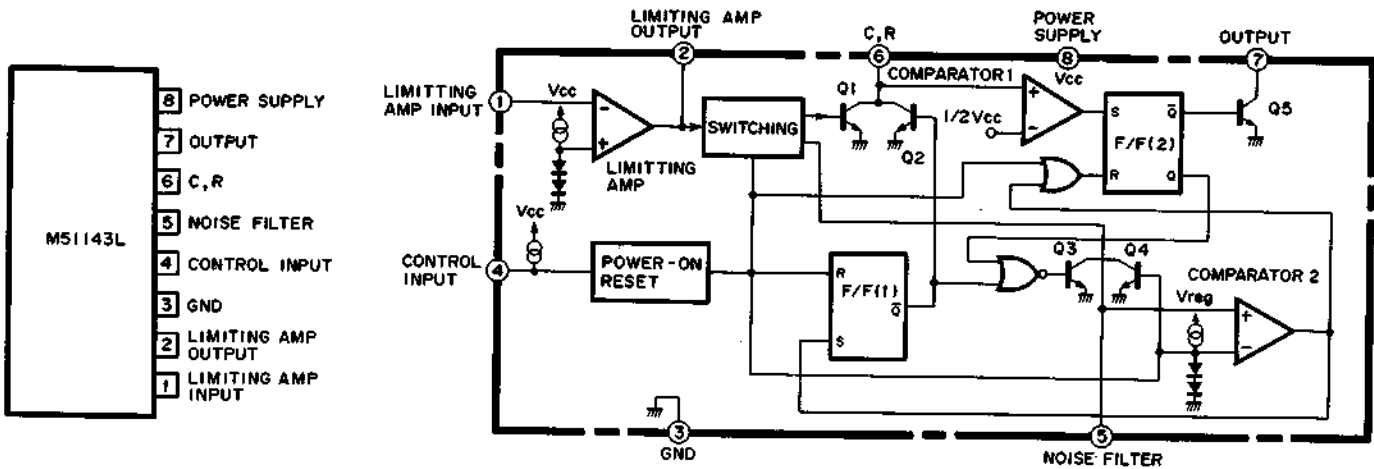 M51143L
8 POWER SUPPLY
7 OUTPUT
6 C,R
5 NOISE FILTER
4 CONTROL INPUT
3 GND
2 LIMITING AMP
OUTPUT
1 LIMITING AMP
INPUT
LIMITING AMP
OUTPUT
2
C,R
6
POWER
SUPPLY
8
Vcc
OUTPUT
7
LIMITTING
AMP INPUT
1
Vcc
-
+
LIMITTING
AMP
SWITCHING
Q1
Q2
COMPARATOR 1
+
-
1/2Vcc
S
Q̅
F/F(2)
R
Q
Q5
CONTROL
INPUT
4
Vcc
POWER-ON
RESET
R
F/F(1)
Q̅
S
Q3
Q4
COMPARATOR 2
Vreg
+
-
3
GND
5
NOISE FILTER